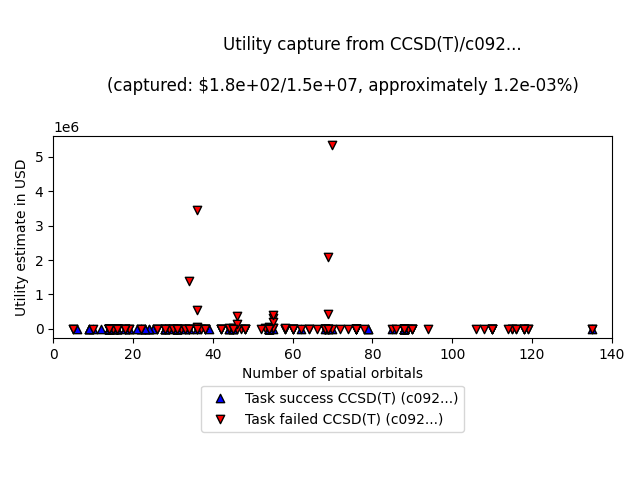 Utility capture from CCSD(T)/c092...
(captured: $1.8e+02/1.5e+07, approximately 1.2e-03%)
1e6
5
4
3
2
1
0
Utility estimate in USD
0 20 40 60 80 100 120 140
Number of spatial orbitals
Task success CCSD(T) (c092...)
Task failed CCSD(T) (c092...)